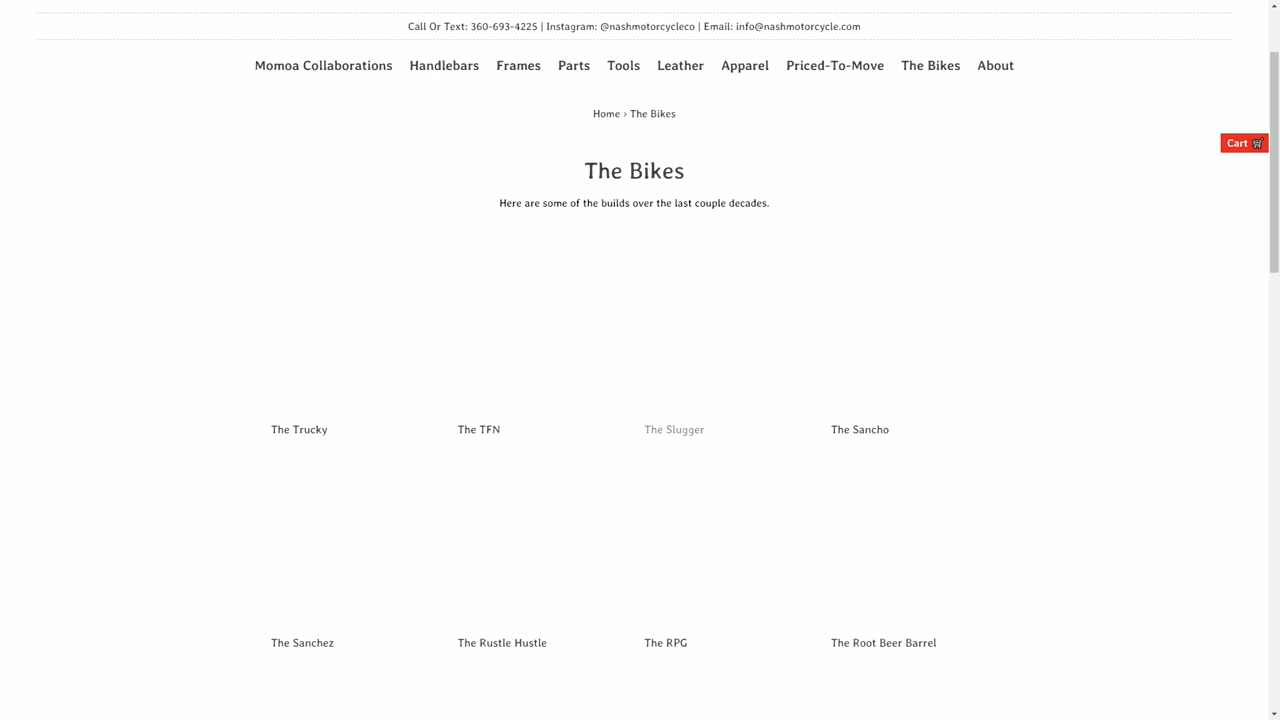 Call Or Text: 360-693-4225 | Instagram: @nashmotorcycleco | Email: info@nashmotorcycle.com
Momoa Collaborations Handlebars Frames Parts Tools Leather Apparel Priced-To-Move The Bikes About
Home › The Bikes
Cart
The Bikes
Here are some of the builds over the last couple decades.
The Trucky The TFN The Slugger The Sancho
The Sanchez The Rustle Hustle The RPG The Root Beer Barrel